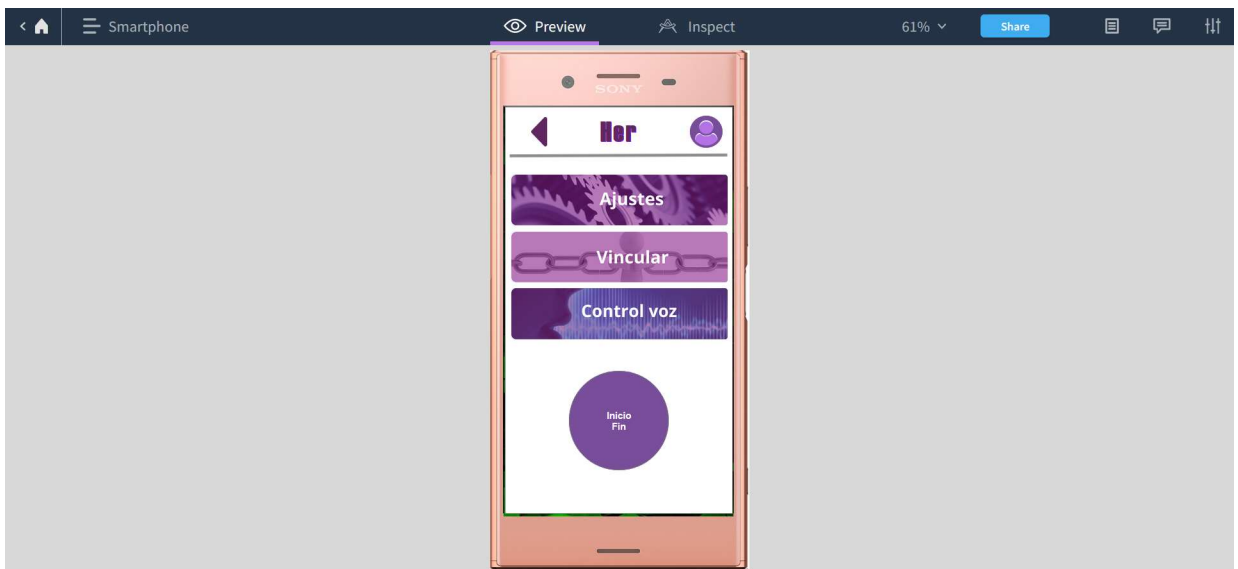 Smartphone
Preview
Inspect
61%
Share
SONY
Her
Ajustes
Vincular
Control voz
Inicio
Fin